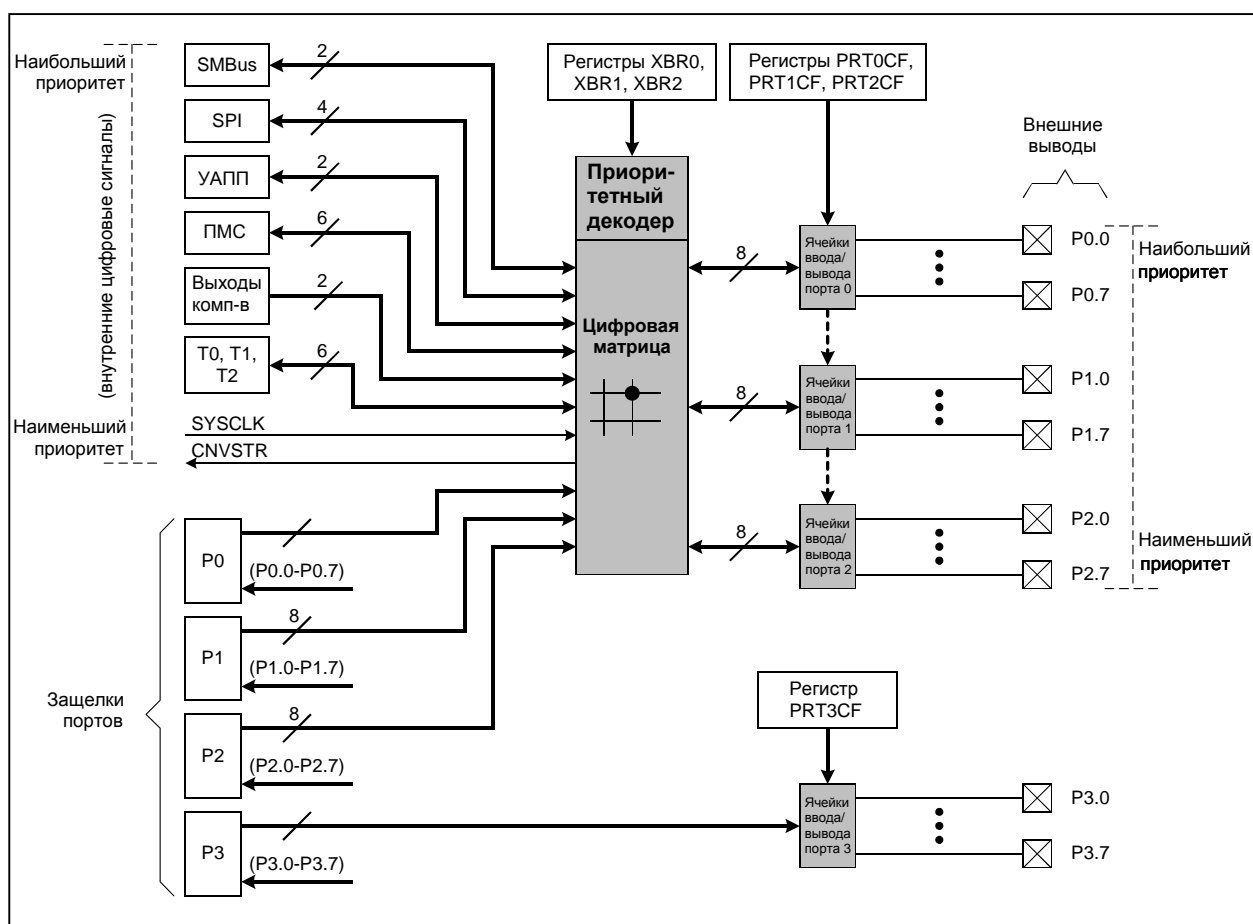 Наибольший
приоритет
(внутренние цифровые сигналы)
Наименьший
приоритет
SMBus
2
SPI
4
УАПП
2
ПМС
6
Выходы
комп-в
2
T0, T1,
T2
6
SYSCLK
CNVSTR
Регистры XBR0,
XBR1, XBR2
Регистры PRT0CF,
PRT1CF, PRT2CF
Приори-
тетный
декодер
Цифровая
матрица
8
8
8
Ячейки
ввода/
вывода
порта 0
Ячейки
ввода/
вывода
порта 1
Ячейки
ввода/
вывода
порта 2
Внешние
выводы
P0.0
P0.7
P1.0
P1.7
P2.0
P2.7
Наибольший
приоритет
Наименьший
приоритет
Защелки
портов
P0
(P0.0-P0.7)
P1
8
(P1.0-P1.7)
P2
8
(P2.0-P2.7)
P3
(P3.0-P3.7)
Регистр
PRT3CF
Ячейки
ввода/
вывода
порта 3
P3.0
P3.7